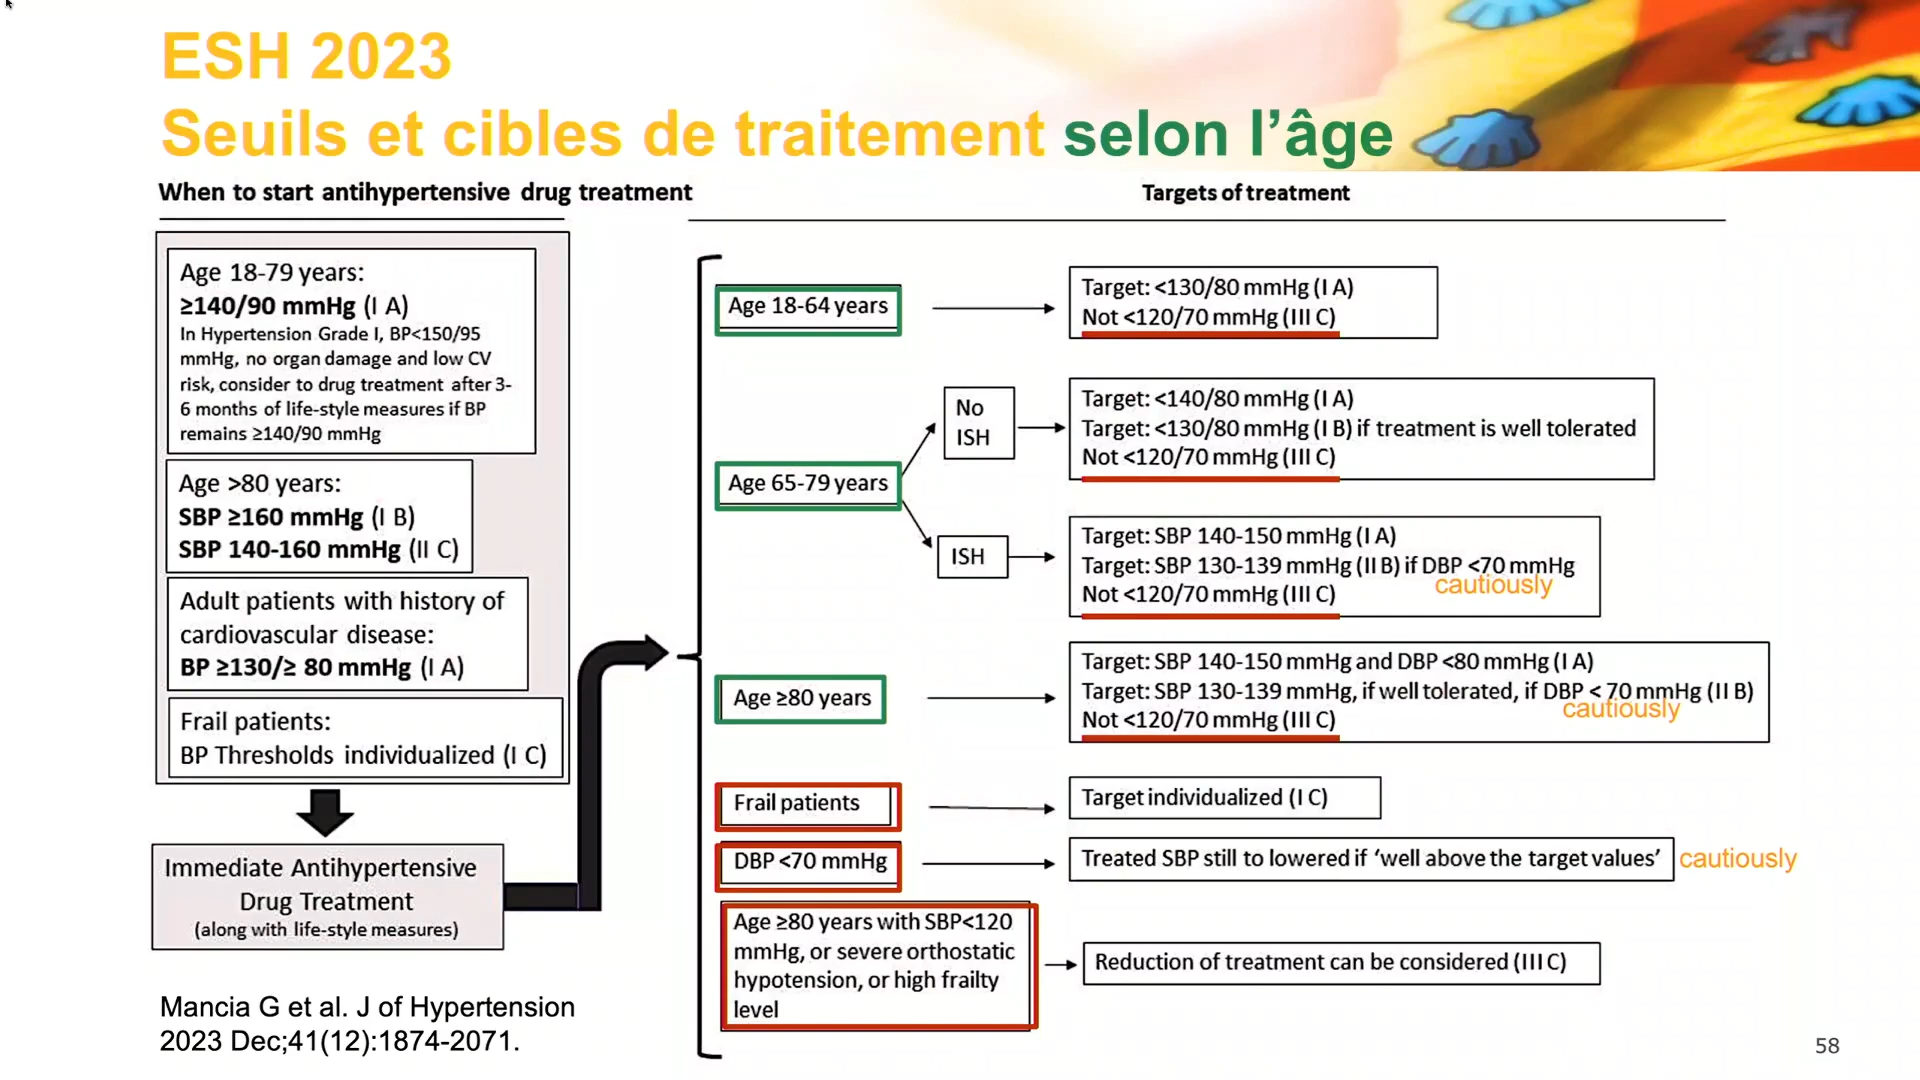 ESH 2023
Seuils et cibles de traitement selon l’âge
When to start antihypertensive drug treatment
Age 18-79 years:
≥140/90 mmHg (I A)
In Hypertension Grade I, BP<150/95
mmHg, no organ damage and low CV
risk, consider to drug treatment after 3-
6 months of life-style measures if BP
remains ≥140/90 mmHg
Age >80 years:
SBP ≥160 mmHg (I B)
SBP 140-160 mmHg (II C)
Adult patients with history of
cardiovascular disease:
BP ≥130/≥ 80 mmHg (I A)
Frail patients:
BP Thresholds individualized (I C)
Immediate Antihypertensive
Drug Treatment
(along with life-style measures)
Targets of treatment
Age 18-64 years
Target: <130/80 mmHg (I A)
Not <120/70 mmHg (III C)
Age 65-79 years
No
ISH
Target: <140/80 mmHg (I A)
Target: <130/80 mmHg (I B) if treatment is well tolerated
Not <120/70 mmHg (III C)
ISH
Target: SBP 140-150 mmHg (I A)
Target: SBP 130-139 mmHg (II B) if DBP <70 mmHg
cautiously
Not <120/70 mmHg (III C)
Age ≥80 years
Target: SBP 140-150 mmHg and DBP <80 mmHg (I A)
Target: SBP 130-139 mmHg, if well tolerated, if DBP < 70 mmHg (II B)
cautiously
Not <120/70 mmHg (III C)
Frail patients
Target individualized (I C)
DBP <70 mmHg
Treated SBP still to lowered if ‘well above the target values’ cautiously
Age ≥80 years with SBP<120
mmHg, or severe orthostatic
hypotension, or high frailty
level
Reduction of treatment can be considered (III C)
Mancia G et al. J of Hypertension
2023 Dec;41(12):1874-2071.
58